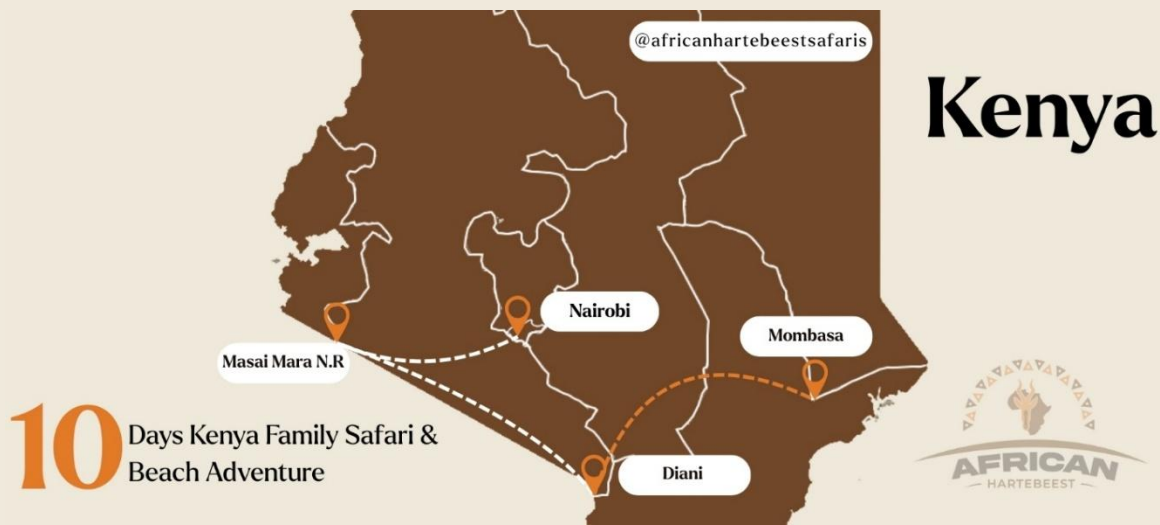 @africanhartebeestsafaris
Kenya
Nairobi
Mombasa
Masai Mara N.R
10
Days Kenya Family Safari &
Beach Adventure
Diani
AFRICAN
HARTEBEEST